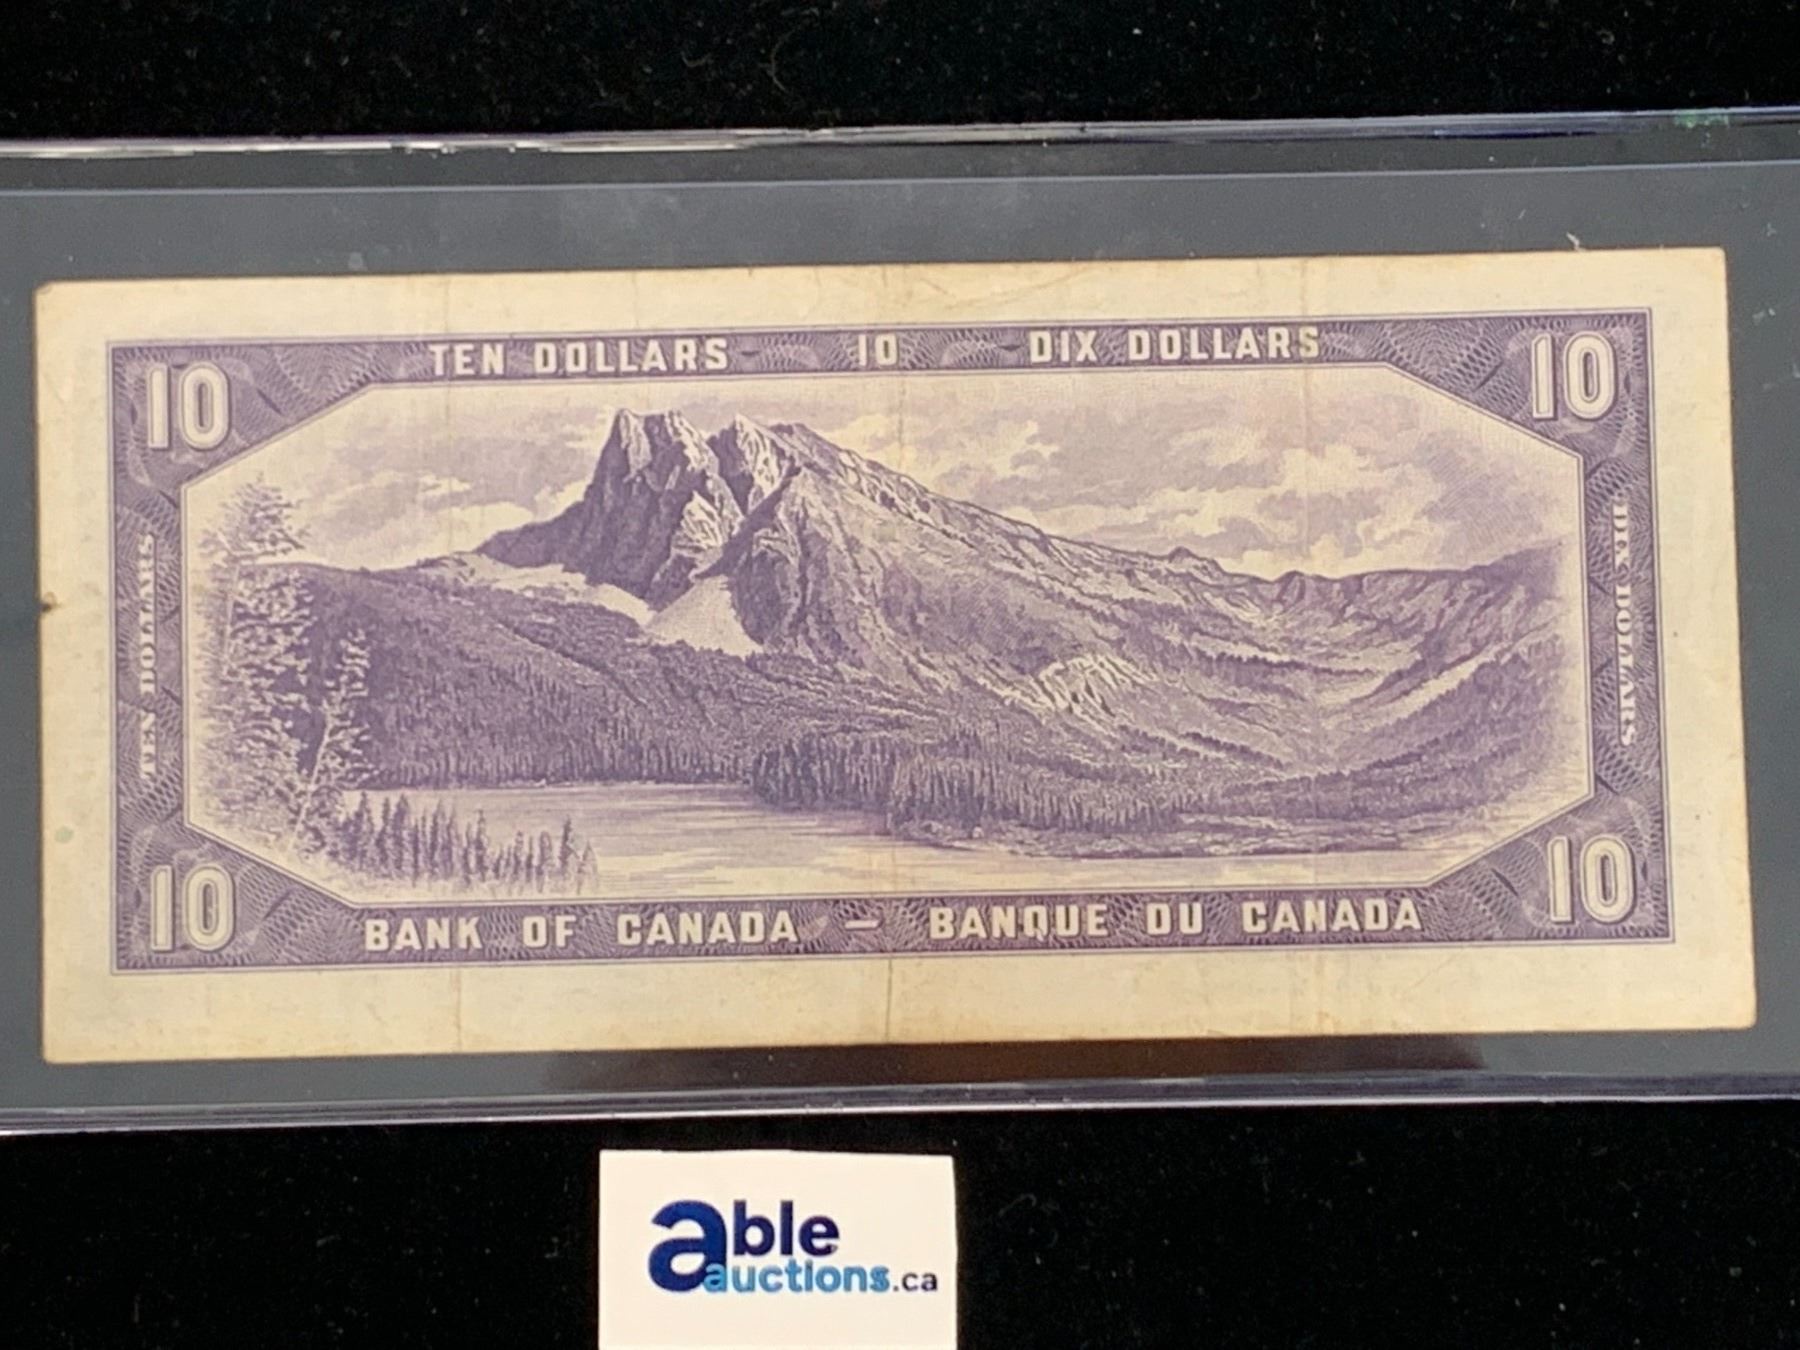 TEN DOLLARS 10 DIX DOLLARS
10 10
TEN DOLLARS
DIX DOLLARS
10 10
BANK OF CANADA – BANQUE DU CANADA
able
auctions.ca